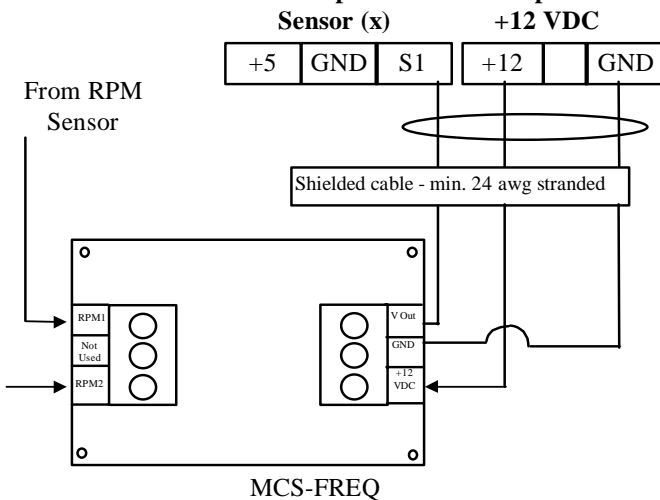 Sensor (x) +12 VDC
+5 GND S1 +12 GND
From RPM
Sensor
Shielded cable - min. 24 awg stranded
RPM1
Not
Used
RPM2
V Out
GND
+12
VDC
MCS-FREQ